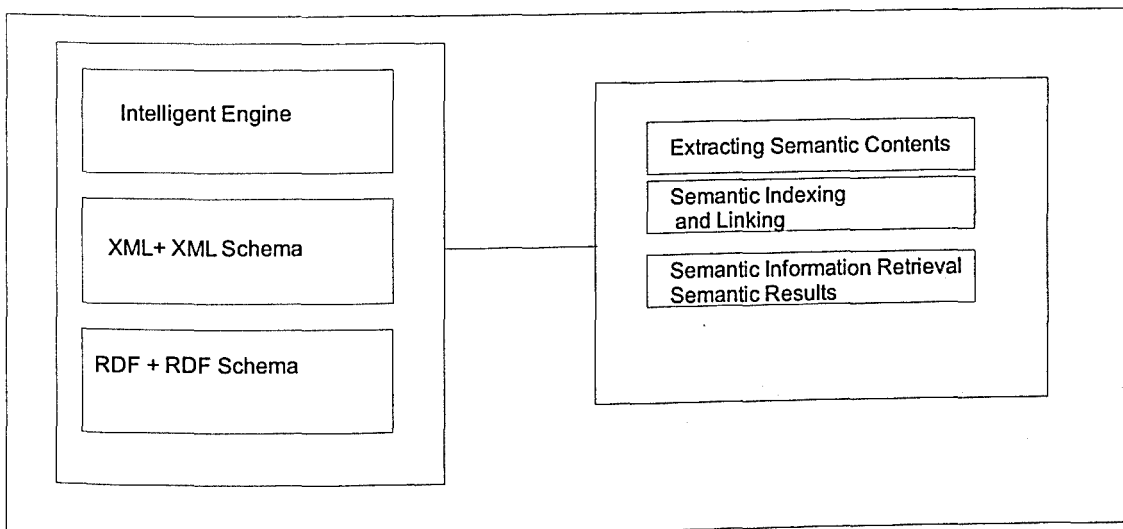 Intelligent Engine
XML+ XML Schema
RDF + RDF Schema
Extracting Semantic Contents
Semantic Indexing
and Linking
Semantic Information Retrieval
Semantic Results